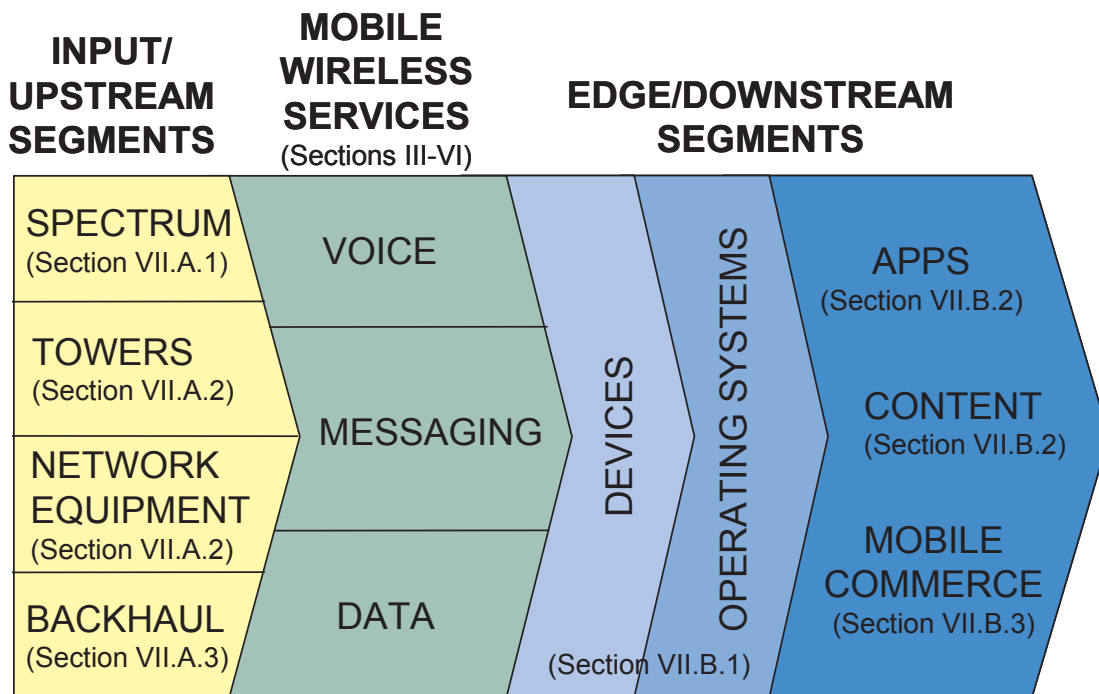 INPUT/
UPSTREAM
SEGMENTS
MOBILE
WIRELESS
SERVICES
(Sections III-VI)
EDGE/DOWNSTREAM
SEGMENTS
SPECTRUM
(Section VII.A.1)
TOWERS
(Section VII.A.2)
NETWORK
EQUIPMENT
(Section VII.A.2)
BACKHAUL
(Section VII.A.3)
VOICE
MESSAGING
DATA
DEVICES
OPERATING SYSTEMS
(Section VII.B.1)
APPS
(Section VII.B.2)
CONTENT
(Section VII.B.2)
MOBILE
COMMERCE
(Section VII.B.3)